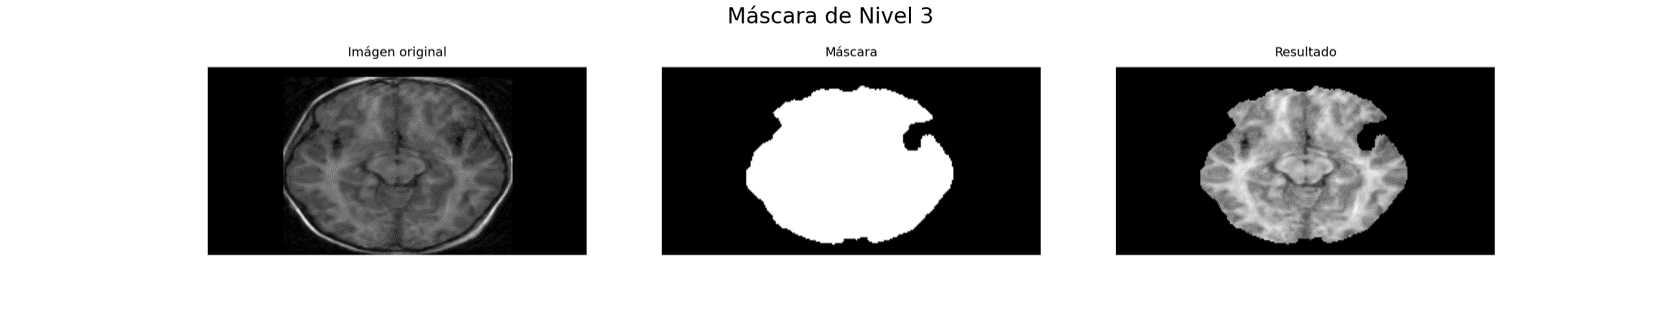 Máscara de Nivel 3
Imágen original
Máscara
Resultado